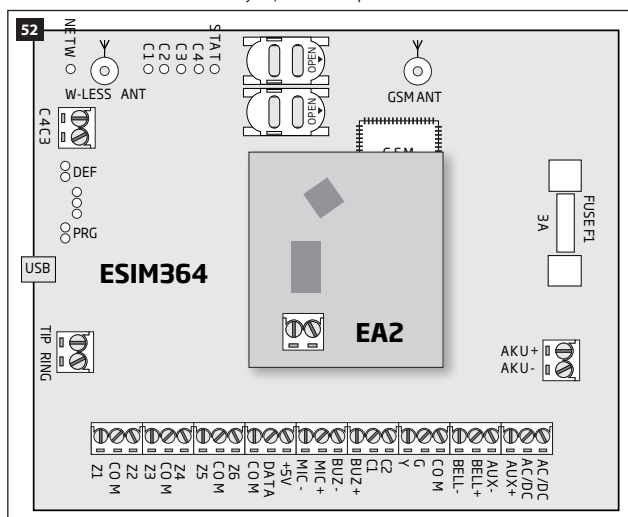 52
NETW
C1
C2
C3
C4
STAT
W-LESS ANT
OPEN
OPEN
GSM ANT
C4C3
GSM
DEF
PRG
FUSE F1
3A
USB
ESIM364
EA2
TIP RING
AKU+
AKU-
Z1
COM
Z2
Z3
COM
Z4
Z5
COM
Z6
COM
DATA
+5V
MIC-
MIC+
BUZ-
BUZ+
C1
C2
Y
G
COM
BELL-
BELL+
AUX-
AUX+
AC/DC
AC/DC